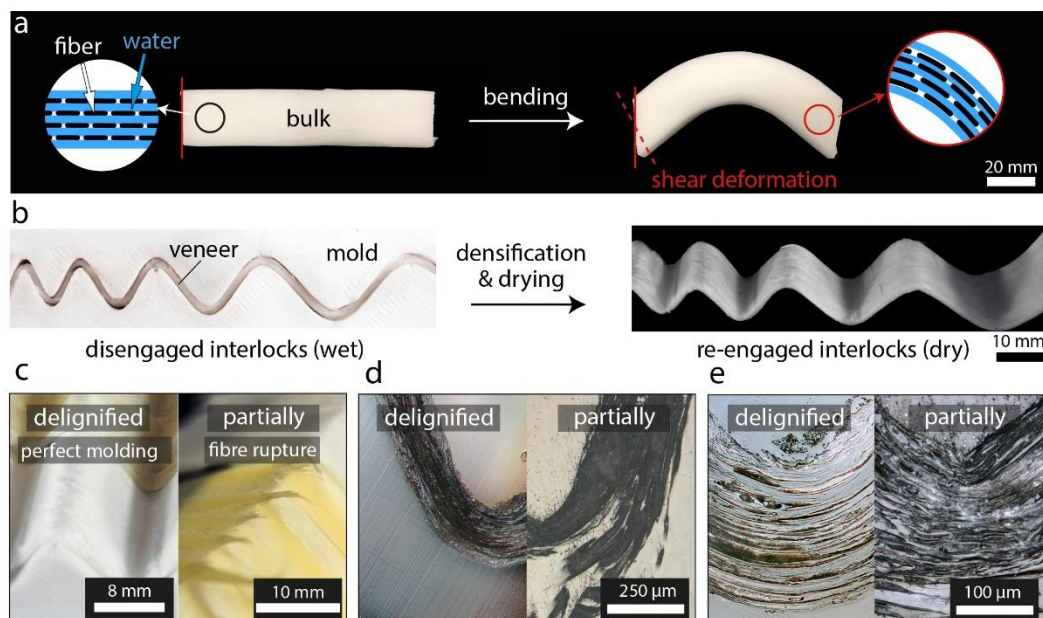 a
fiber
water
bulk
bending
shear deformation
20 mm
b
veneer
mold
densification
& drying
disengaged interlocks (wet)
re-engaged interlocks (dry)
10 mm
c
delignified
partially
perfect molding
fibre rupture
8 mm
10 mm
d
delignified
partially
250 µm
e
delignified
partially
100 µm